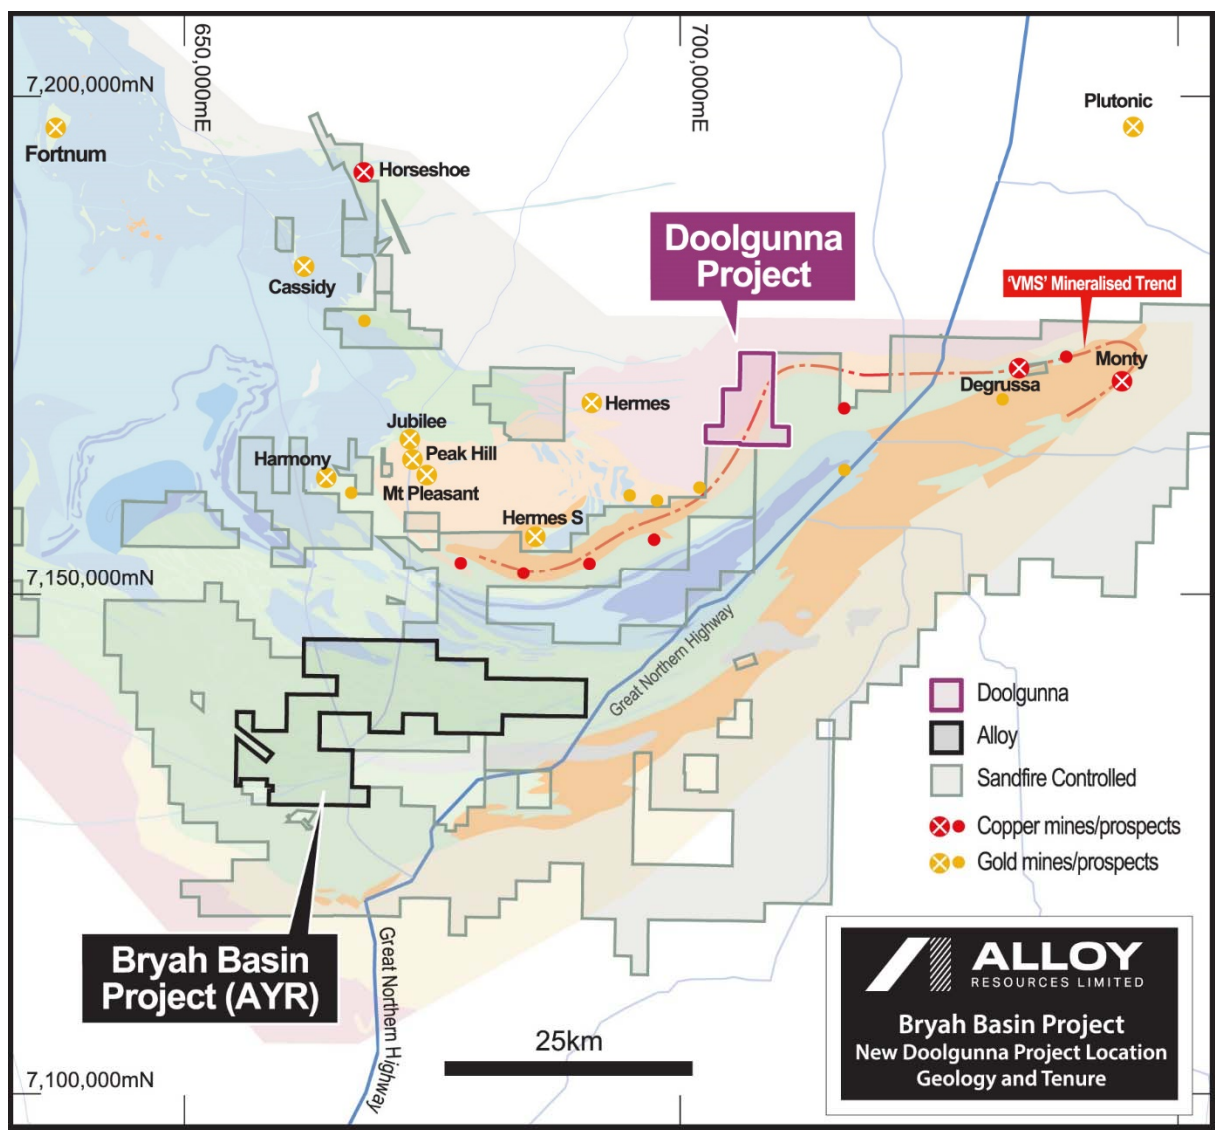 650,000mE
700,000mE
7,200,000mN
Plutonic
Fortnum
Horseshoe
Doolgunna
Project
Cassidy
'VMS' Mineralised Trend
Monty
Degrussa
Hermes
Jubilee
Peak Hill
Harmony
Mt Pleasant
Hermes S
7,150,000mN
Great Northern Highway
Doolgunna
Alloy
Sandfire Controlled
Copper mines/prospects
Gold mines/prospects
Bryah Basin
Project (AYR)
Great Northern Highway
25km
7,100,000mN
ALLOY
RESOURCES LIMITED
Bryah Basin Project
New Doolgunna Project Location
Geology and Tenure